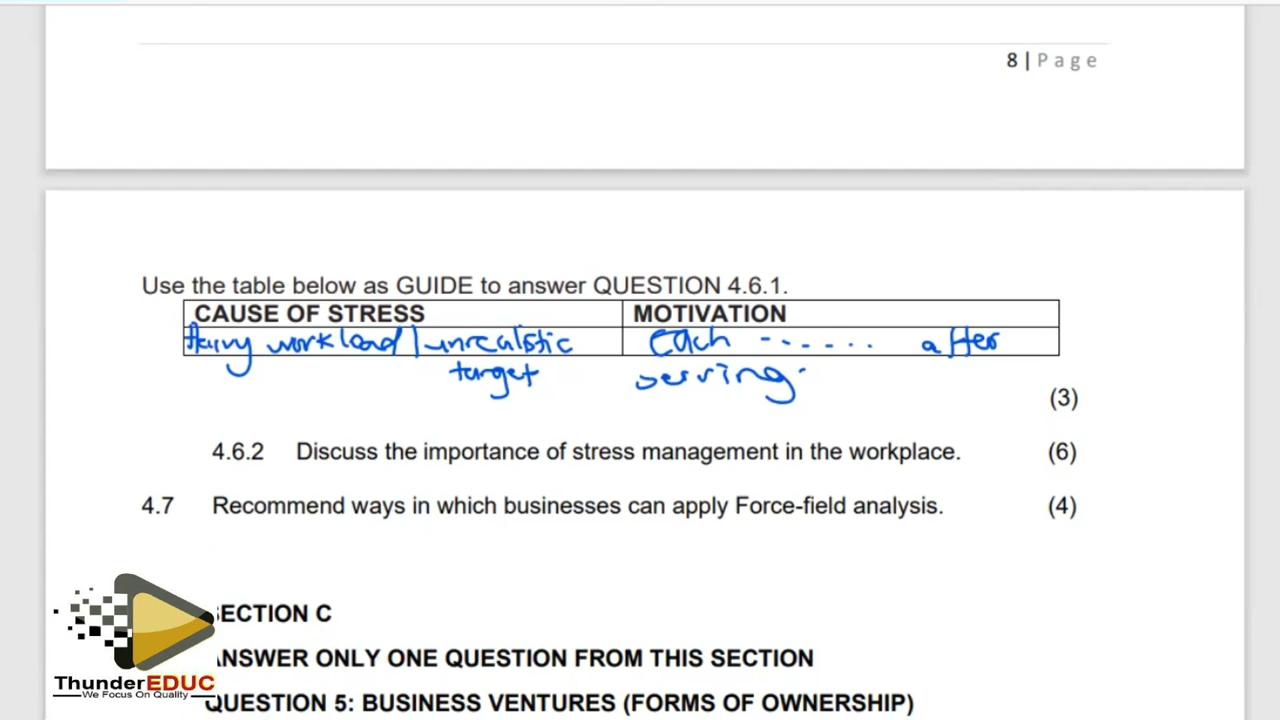 8 | Page
Use the table below as GUIDE to answer QUESTION 4.6.1.
CAUSE OF STRESS MOTIVATION
Heavy workload / unrealistic target
Each ....... after serving.
(3)
4.6.2 Discuss the importance of stress management in the workplace. (6)
4.7 Recommend ways in which businesses can apply Force-field analysis. (4)
SECTION C
ANSWER ONLY ONE QUESTION FROM THIS SECTION
QUESTION 5: BUSINESS VENTURES (FORMS OF OWNERSHIP)
ThunderEDUC
We Focus On Quality